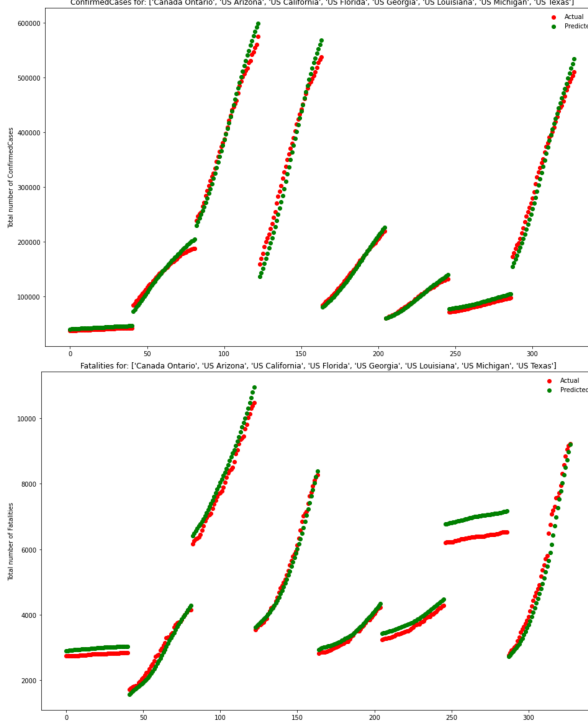 ConfirmedCases for: ['Canada Ontario', 'US Arizona', 'US California', 'US Florida', 'US Georgia', 'US Louisiana', 'US Michigan', 'US Texas']
Actual
Predicted
Total number of ConfirmedCases
600000
500000
400000
300000
200000
100000
0 50 100 150 200 250 300
Fatalities for: ['Canada Ontario', 'US Arizona', 'US California', 'US Florida', 'US Georgia', 'US Louisiana', 'US Michigan', 'US Texas']
Actual
Predicted
Total number of Fatalities
10000
8000
6000
4000
2000
0 50 100 150 200 250 300